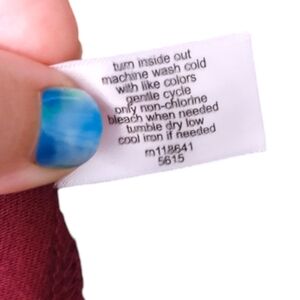 turn inside out
machine wash cold
with like colors
gentle cycle
only non-chlorine
bleach when needed
tumble dry low
cool iron if needed
rn118641
5615